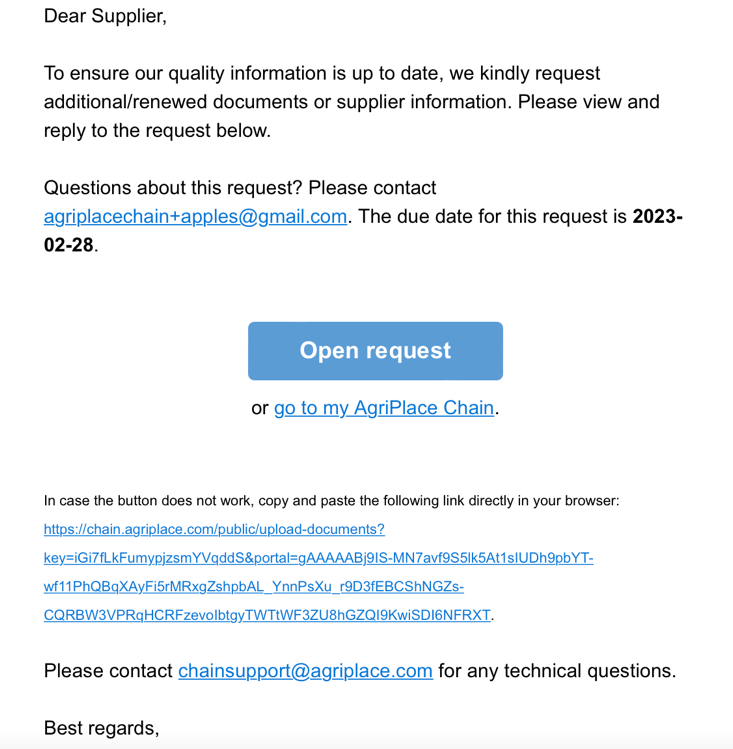 Dear Supplier,
To ensure our quality information is up to date, we kindly request
additional/renewed documents or supplier information. Please view and
reply to the request below.
Questions about this request? Please contact
agriplacechain+apples@gmail.com. The due date for this request is 2023-
02-28.
Open request
or go to my AgriPlace Chain.
In case the button does not work, copy and paste the following link directly in your browser:
https://chain.agriplace.com/public/upload-documents?
key=iGi7fLkFumypjzsmYVqddS&portal=gAAAAABj9IS-MN7avf9S5lk5At1sIUDh9pbYT-
wf11PhQBqXAyFi5rMRxgZshpbAL_YnnPsXu_r9D3fEBCShNGZs-
CQRBW3VPRqHCRFzevoIbtgyTWTtWF3ZU8hGZQI9KwiSDI6NFRXT.
Please contact chainsupport@agriplace.com for any technical questions.
Best regards,